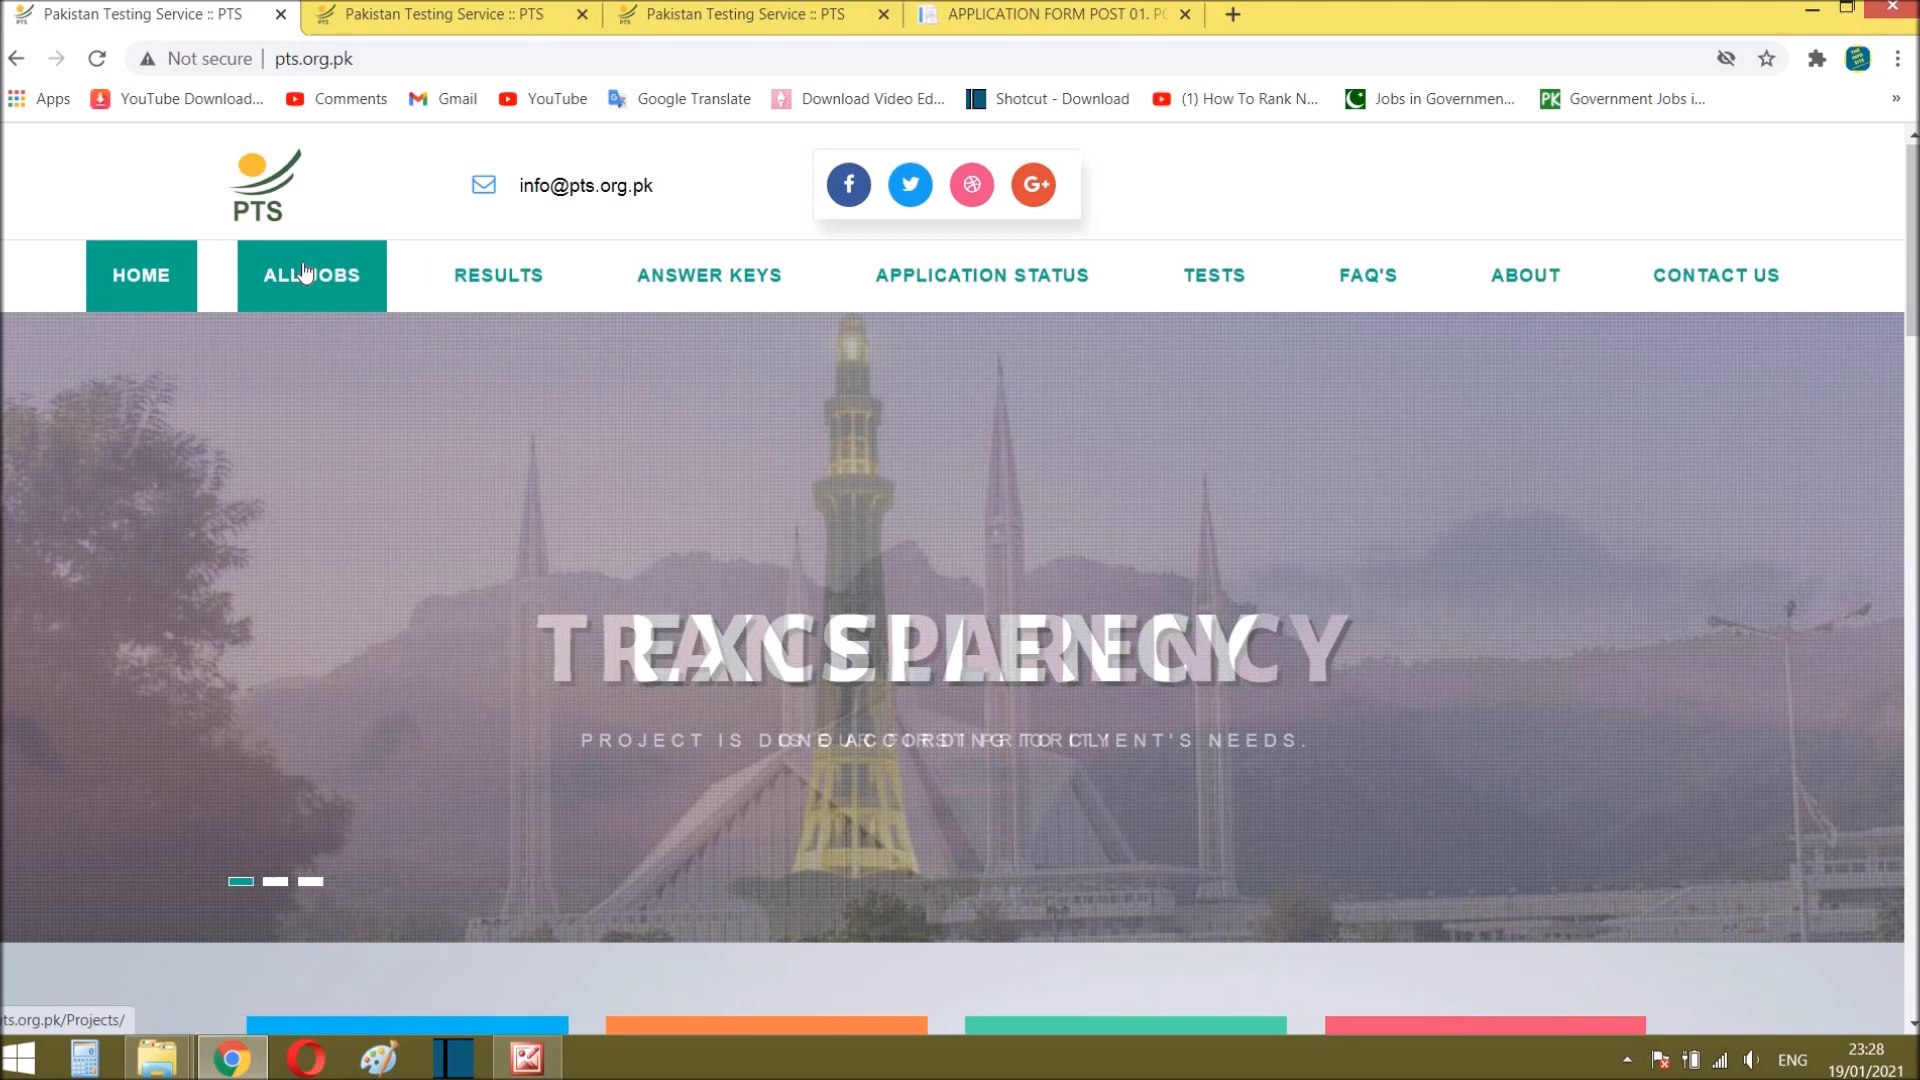 Pakistan Testing Service :: PTS
Pakistan Testing Service :: PTS
Pakistan Testing Service :: PTS
APPLICATION FORM POST 01. PC
Not secure
pts.org.pk
Apps
YouTube Download...
Comments
Gmail
YouTube
Google Translate
Download Video Ed...
Shotcut - Download
(1) How To Rank N...
Jobs in Governmen...
PK
Government Jobs i...
PTS
info@pts.org.pk
HOME
ALL JOBS
RESULTS
ANSWER KEYS
APPLICATION STATUS
TESTS
FAQ'S
ABOUT
CONTACT US
TRANSPARENCY
PROJECT IS DONE ACCORDING TO CLIENT'S NEEDS.
ts.org.pk/Projects/
ENG
23:28
19/01/2021